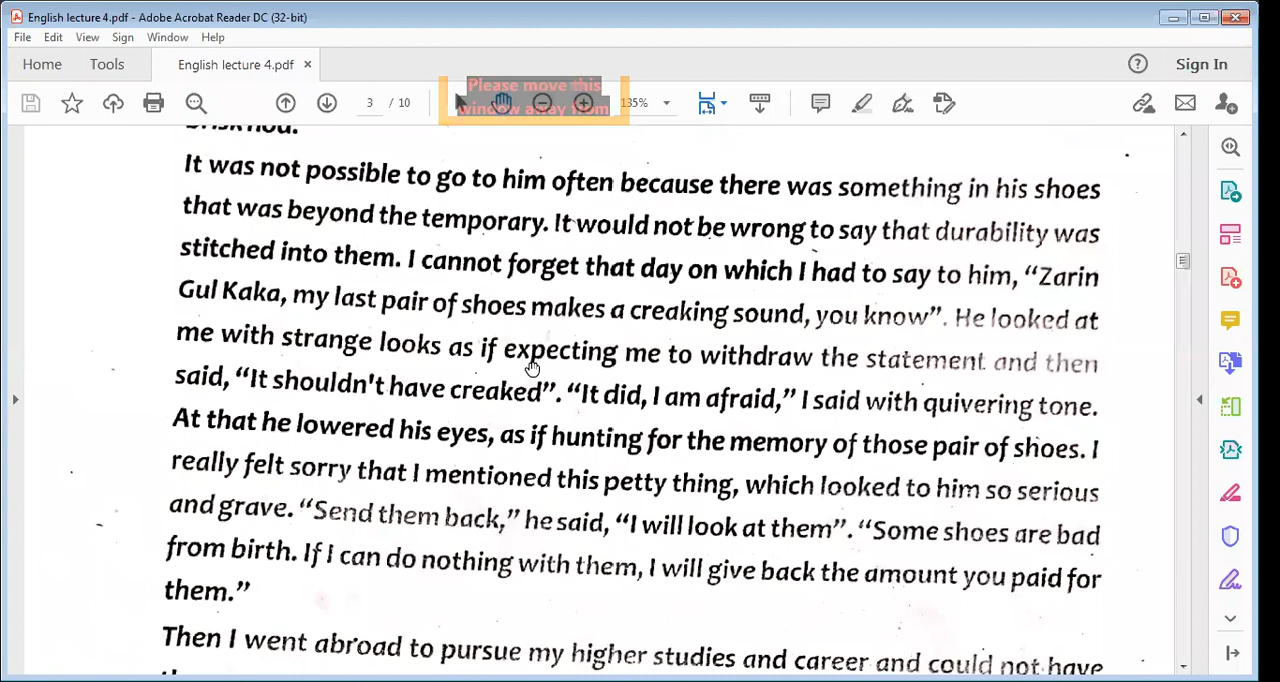 English lecture 4.pdf - Adobe Acrobat Reader DC (32-bit)
File Edit View Sign Window Help
Home Tools English lecture 4.pdf × Sign In
Please move this
window away from
3 / 10 135%
It was not possible to go to him often because there was something in his shoes
that was beyond the temporary. It would not be wrong to say that durability was
stitched into them. I cannot forget that day on which I had to say to him, “Zarin
Gul Kaka, my last pair of shoes makes a creaking sound, you know”. He looked at
me with strange looks as if expecting me to withdraw the statement and then
said, “It shouldn't have creaked”. “It did, I am afraid,” I said with quivering tone.
At that he lowered his eyes, as if hunting for the memory of those pair of shoes. I
really felt sorry that I mentioned this petty thing, which looked to him so serious
and grave. “Send them back,” he said, “I will look at them”. “Some shoes are bad
from birth. If I can do nothing with them, I will give back the amount you paid for
them.”
Then I went abroad to pursue my higher studies and career and could not have